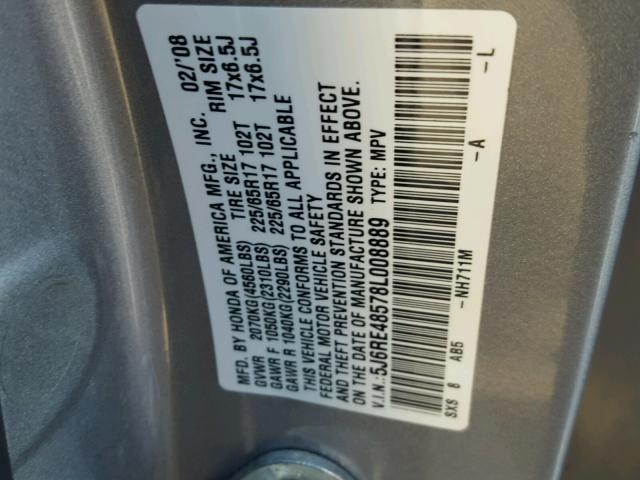 MFD. BY HONDA OF AMERICA MFG., INC. 02/'08
GVWR 2070KG(4560LBS) TIRE SIZE RIM SIZE
GAWR F 1050KG(2310LBS) 225/65R17 102T 17x6.5J
GAWR R 1040KG(2290LBS) 225/65R17 102T 17x6.5J
THIS VEHICLE CONFORMS TO ALL APPLICABLE
FEDERAL MOTOR VEHICLE SAFETY
AND THEFT PREVENTION STANDARDS IN EFFECT
ON THE DATE OF MANUFACTURE SHOWN ABOVE.
V.I.N.:5J6RE48578L008889 TYPE: MPV
SXS 8 AB5 -NH711M -A -L